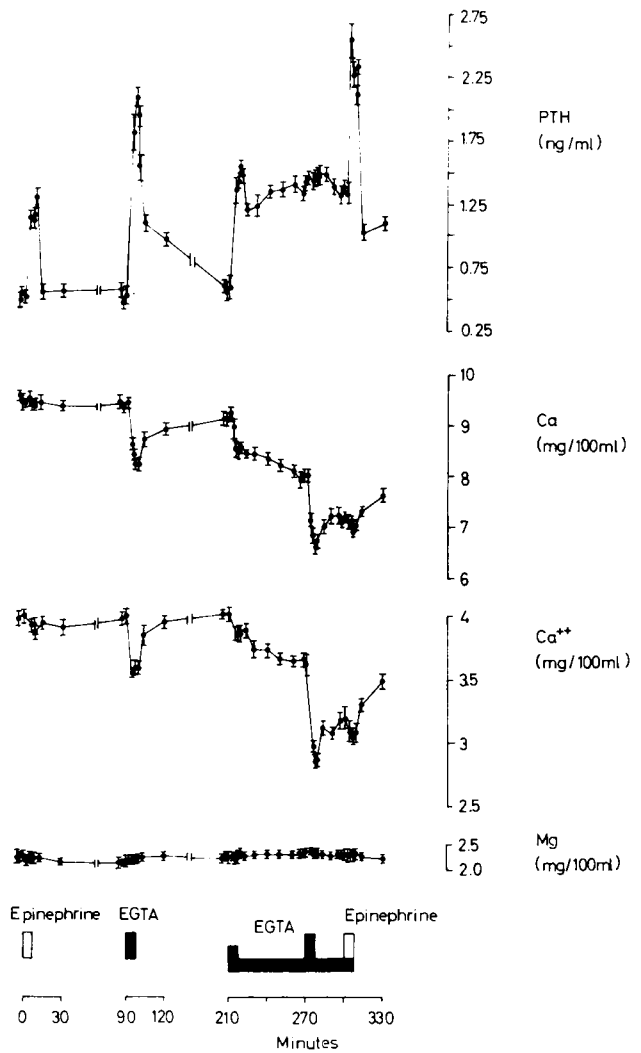 2.75
2.25
PTH
(ng/ml)
1.75
1.25
0.75
0.25
10
9
Ca
(mg/100ml)
8
7
6
4
Ca++
(mg/100ml)
3.5
3
2.5
2.5
Mg
2.0
(mg/100ml)
Epinephrine
EGTA
EGTA
Epinephrine
0
30
90
120
210
270
330
Minutes